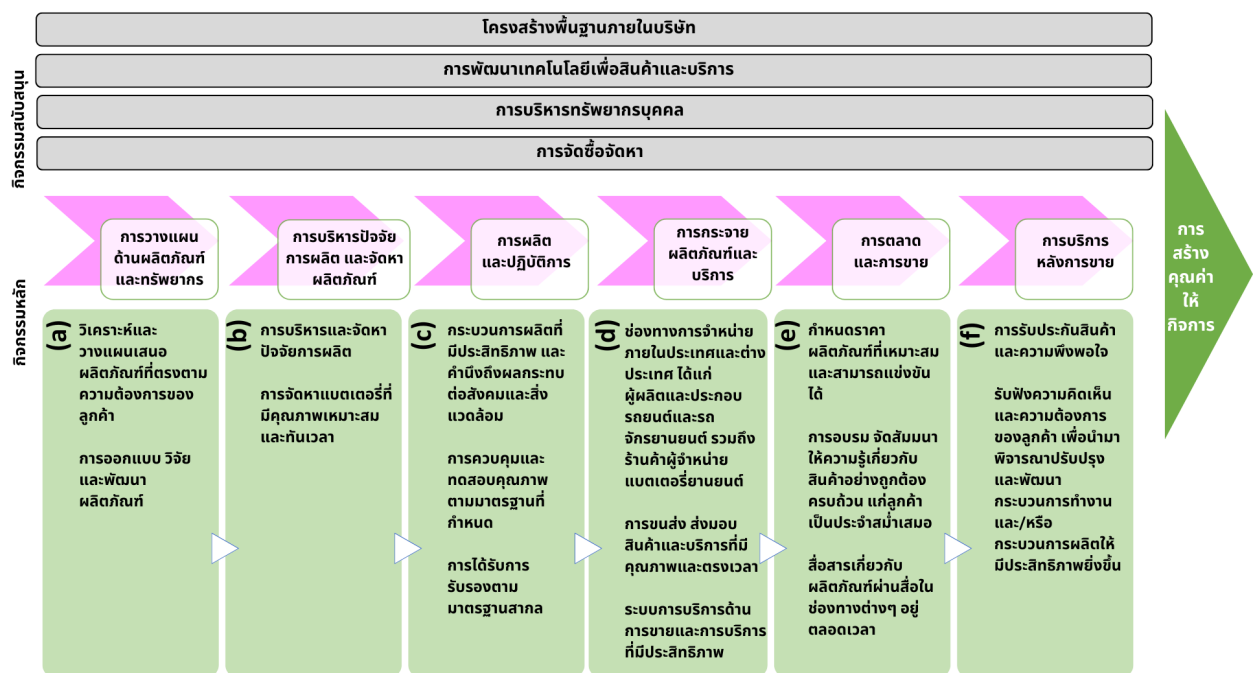 โครงสร้างพื้นฐานภายในบริษัท
การพัฒนาเทคโนโลยีเพื่อสินค้าและบริการ
การบริหารทรัพยากรบุคคล
การจัดซื้อจัดหา
กิจกรรมสนับสนุน
กิจกรรมหลัก
การวางแผน
ด้านผลิตภัณฑ์
และทรัพยากร
การบริหารปัจจัย
การผลิต และจัดหา
ผลิตภัณฑ์
การผลิต
และปฏิบัติการ
การกระจาย
ผลิตภัณฑ์และ
บริการ
การตลาด
และการขาย
การบริการ
หลังการขาย
(a)
วิเคราะห์และ
วางแผนเสนอ
ผลิตภัณฑ์ที่ตรงตาม
ความต้องการของ
ลูกค้า
การออกแบบ วิจัย
และพัฒนา
ผลิตภัณฑ์
(b)
การบริหารและจัดหา
ปัจจัยการผลิต
การจัดหาแบตเตอรี่ที่
มีคุณภาพเหมาะสม
และทันเวลา
(c)
กระบวนการผลิตที่
มีประสิทธิภาพ และ
คำนึงถึงผลกระทบ
ต่อสังคมและสิ่ง
แวดล้อม
การควบคุมและ
ทดสอบคุณภาพ
ตามมาตรฐานที่
กำหนด
การได้รับการ
รับรองตาม
มาตรฐานสากล
(d)
ช่องทางการจำหน่าย
ภายในประเทศและต่าง
ประเทศ ได้แก่
ผู้ผลิตและประกอบ
รถยนต์และรถ
จักรยานยนต์ รวมถึง
ร้านค้าผู้จำหน่าย
แบตเตอรี่ยานยนต์
การขนส่ง ส่งมอบ
สินค้าและบริการที่มี
คุณภาพและตรงเวลา
ระบบการบริการด้าน
การขายและการบริการ
ที่มีประสิทธิภาพ
(e)
กำหนดราคา
ผลิตภัณฑ์ที่เหมาะสม
และสามารถแข่งขัน
ได้
การอบรม จัดสัมมนา
ให้ความรู้เกี่ยวกับ
สินค้าอย่างถูกต้อง
ครบถ้วน แก่ลูกค้า
เป็นประจำสม่ำเสมอ
สื่อสารเกี่ยวกับ
ผลิตภัณฑ์ผ่านสื่อใน
ช่องทางต่างๆ อยู่
ตลอดเวลา
(f)
การรับประกันสินค้า
และความพึงพอใจ
รับฟังความคิดเห็น
และความต้องการ
ของลูกค้า เพื่อนำมา
พิจารณาปรับปรุง
และพัฒนา
กระบวนการทำงาน
และ/หรือ
กระบวนการผลิตให้
มีประสิทธิภาพยิ่งขึ้น
การ
สร้าง
คุณค่า
ให้
กิจการ